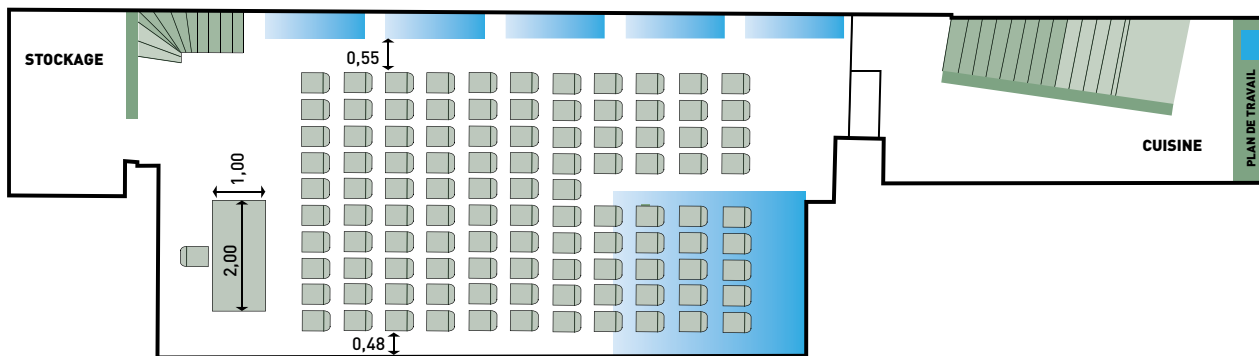 STOCKAGE
0,55
PLAN DE TRAVAIL
CUISINE
1,00
2,00
0,48